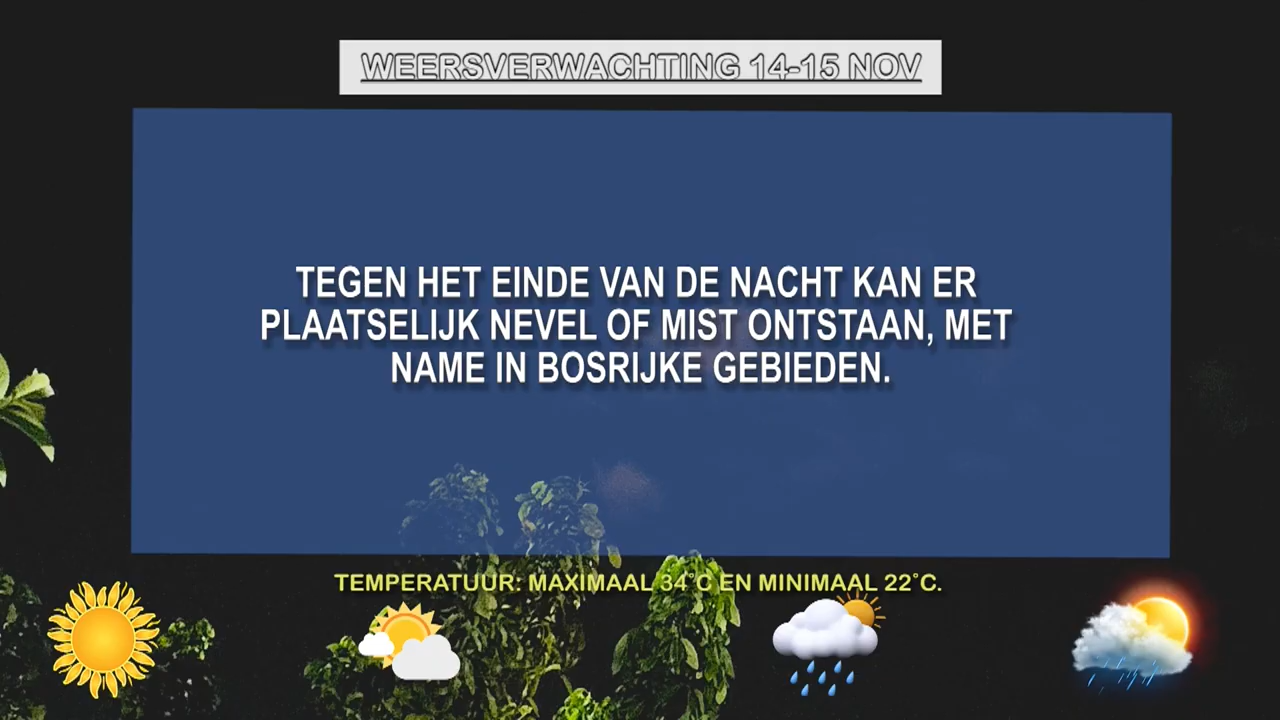 WEERSVERWACHTING 14-15 NOV
TEGEN HET EINDE VAN DE NACHT KAN ER
PLAATSELIJK NEVEL OF MIST ONTSTAAN, MET
NAME IN BOSRIJKE GEBIEDEN.
TEMPERATUUR: MAXIMAAL 34°C EN MINIMAAL 22°C.